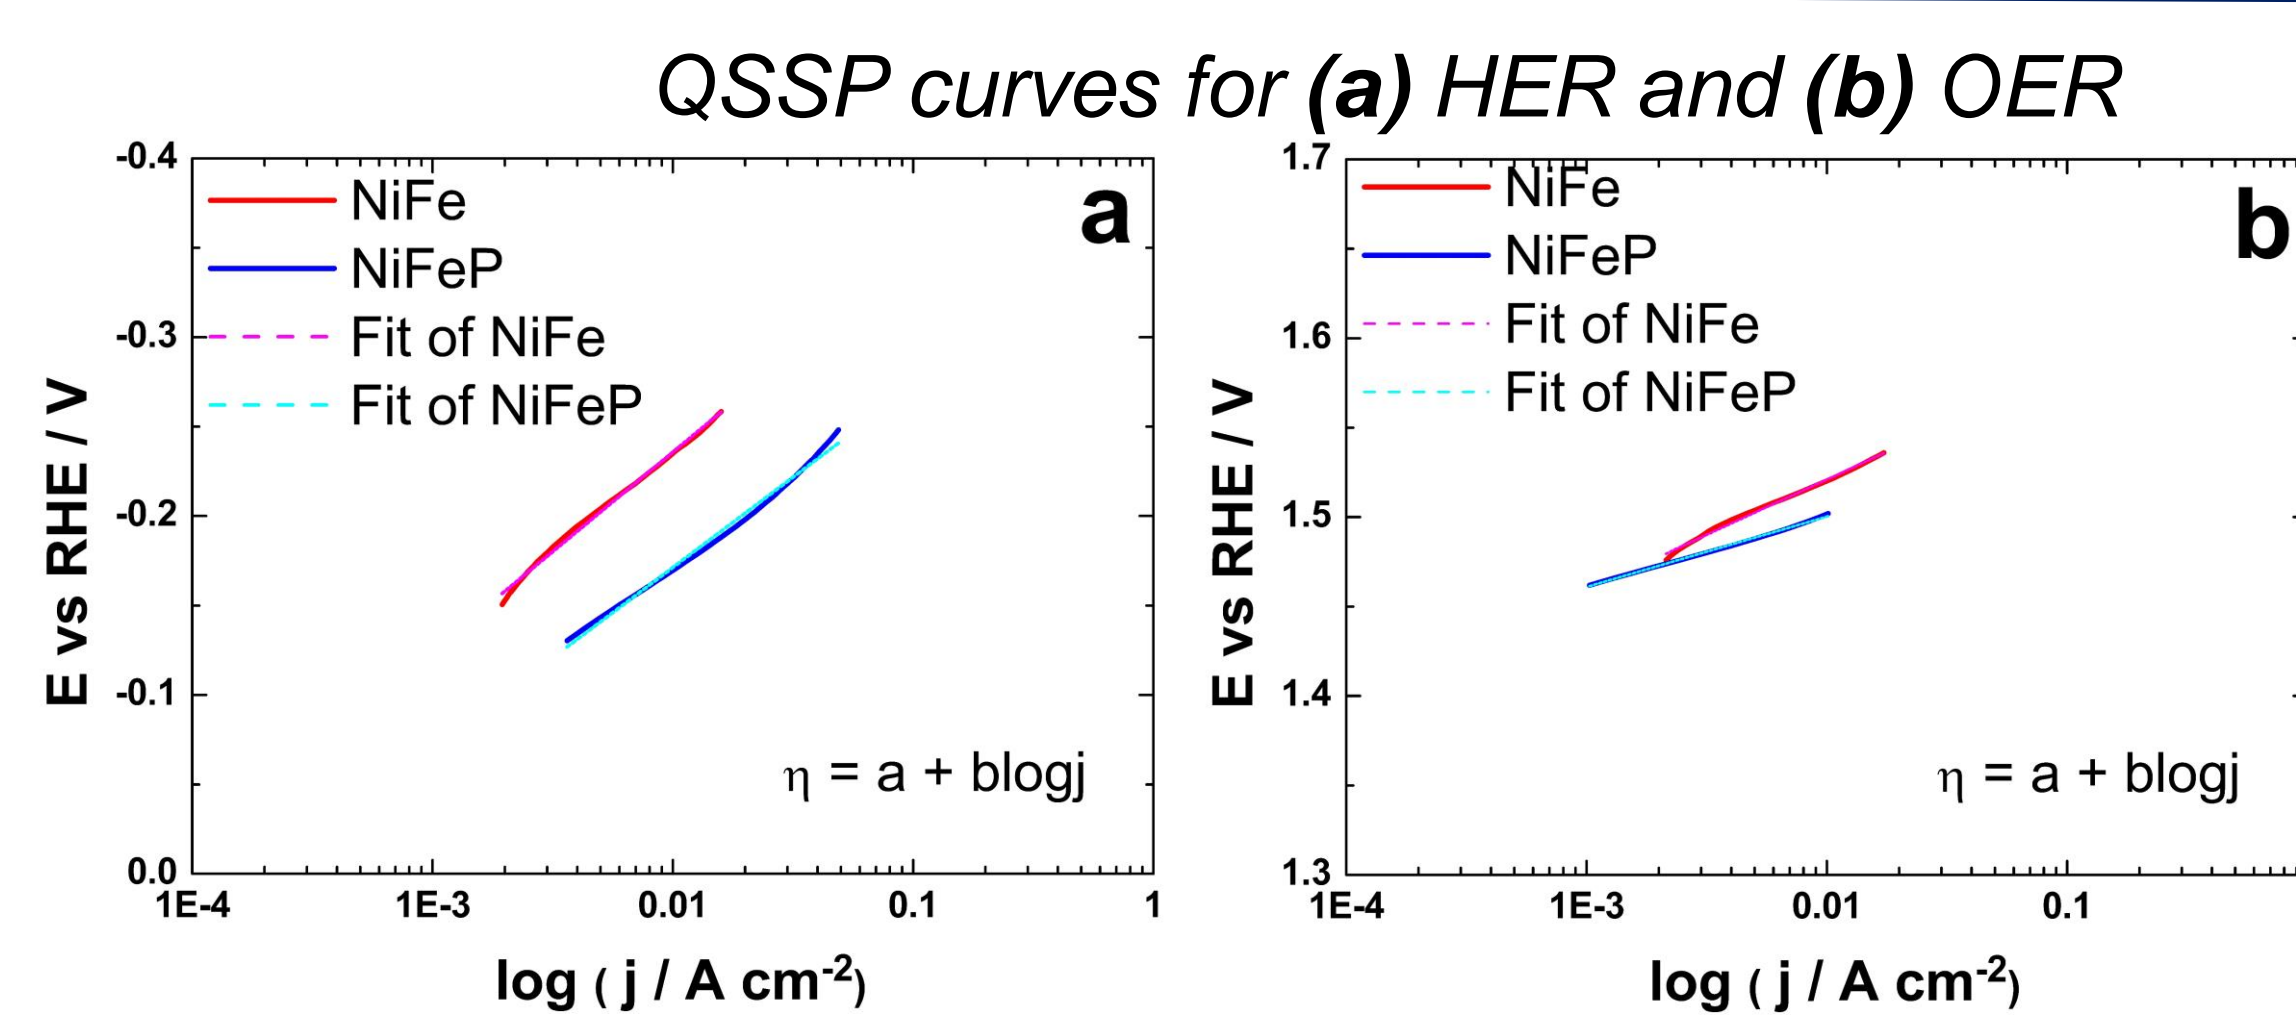 QSSP curves for (a) HER and (b) OER
-0.4
-0.3
-0.2
-0.1
0.0
E vs RHE / V
NiFe
NiFeP
Fit of NiFe
Fit of NiFeP
a
η = a + blogj
1E-4 1E-3 0.01 0.1 1
log ( j / A cm-2)
1.7
1.6
1.5
1.4
1.3
E vs RHE / V
NiFe
NiFeP
Fit of NiFe
Fit of NiFeP
b
η = a + blogj
1E-4 1E-3 0.01 0.1
log ( j / A cm-2)